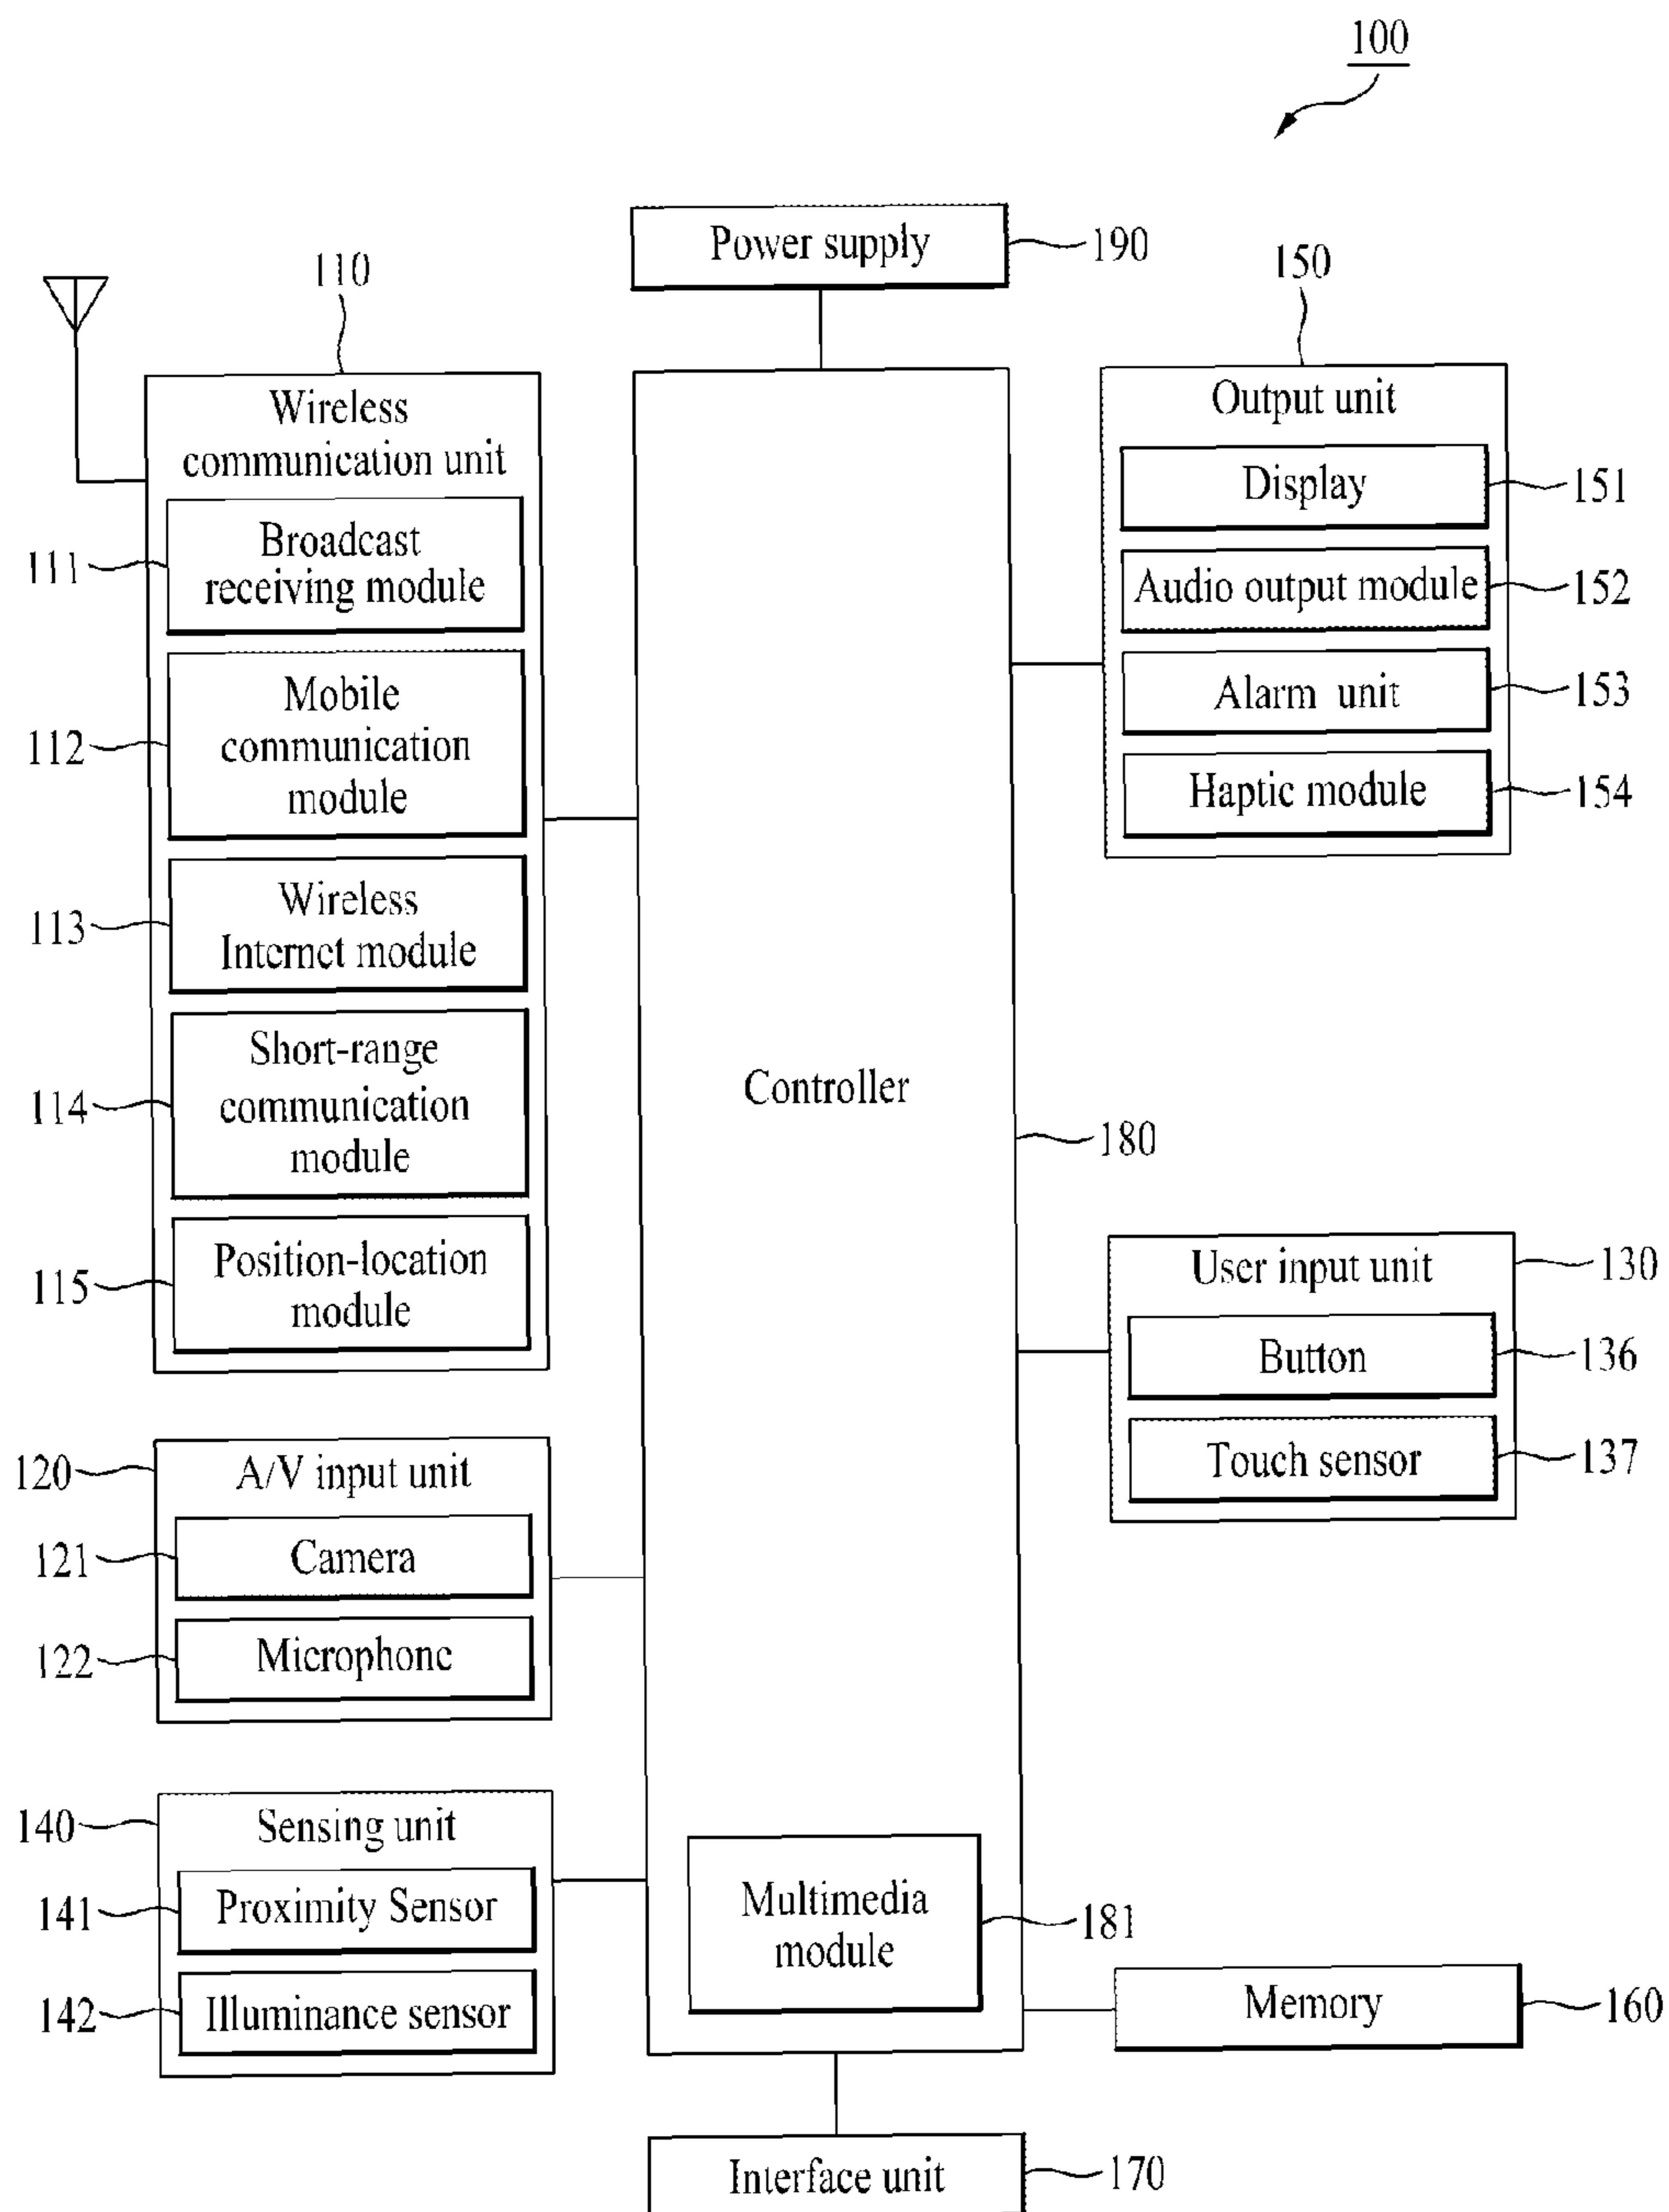 100
Power supply
190
110
150
Wireless
communication unit
Broadcast
receiving module
111
Mobile
communication
module
112
Wireless
Internet module
113
Short-range
communication
module
114
Position-location
module
115
Output unit
Display
151
Audio output module
152
Alarm unit
153
Haptic module
154
Controller
180
User input unit
130
Button
136
Touch sensor
137
120
A/V input unit
121
Camera
122
Microphone
140
Sensing unit
141
Proximity Sensor
142
Illuminance sensor
Multimedia
module
181
Memory
160
Interface unit
170